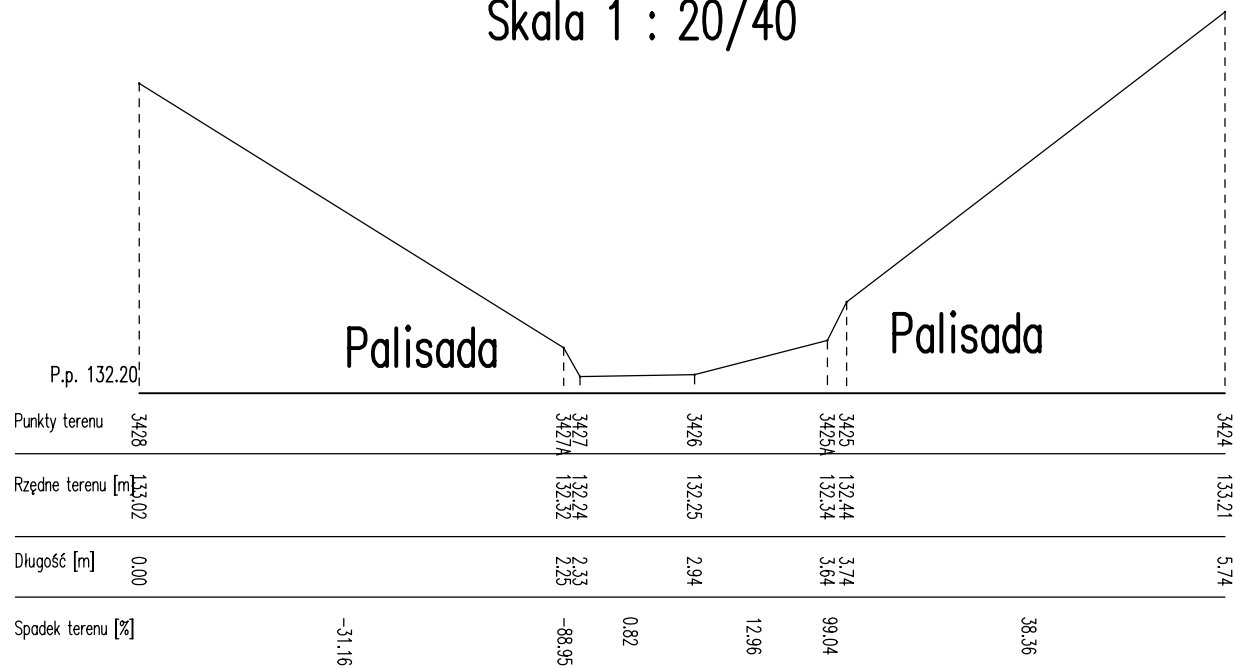 Skala 1 : 20/40
Palisada
Palisada
P.p. 132.20
Punkty terenu 3428 3427A 3427 3426 3425A 3425 3424
Rzędne terenu [m] 133.02 132.32 132.24 132.25 132.34 132.44 133.21
Długość [m] 0.00 2.25 2.33 2.94 3.64 3.74 5.74
Spadek terenu [%] -31.16 -88.95 0.82 12.96 99.04 38.36